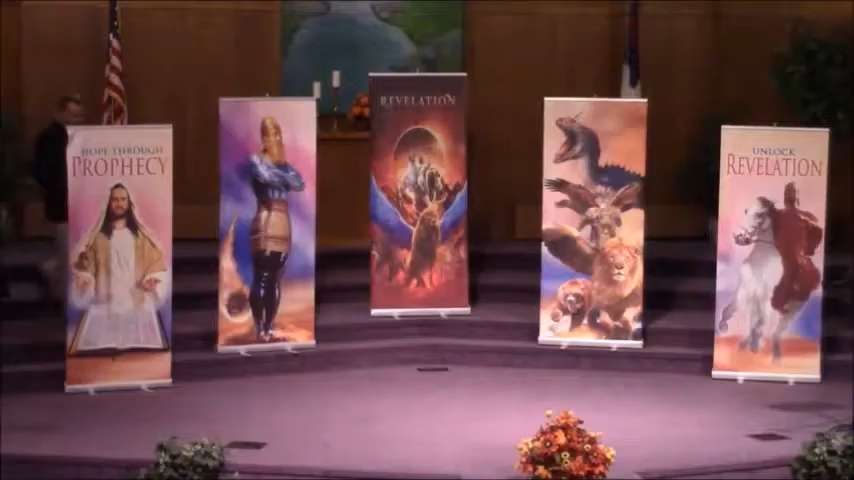 HOPE THROUGH
PROPHECY
REVELATION
UNLOCK
REVELATION